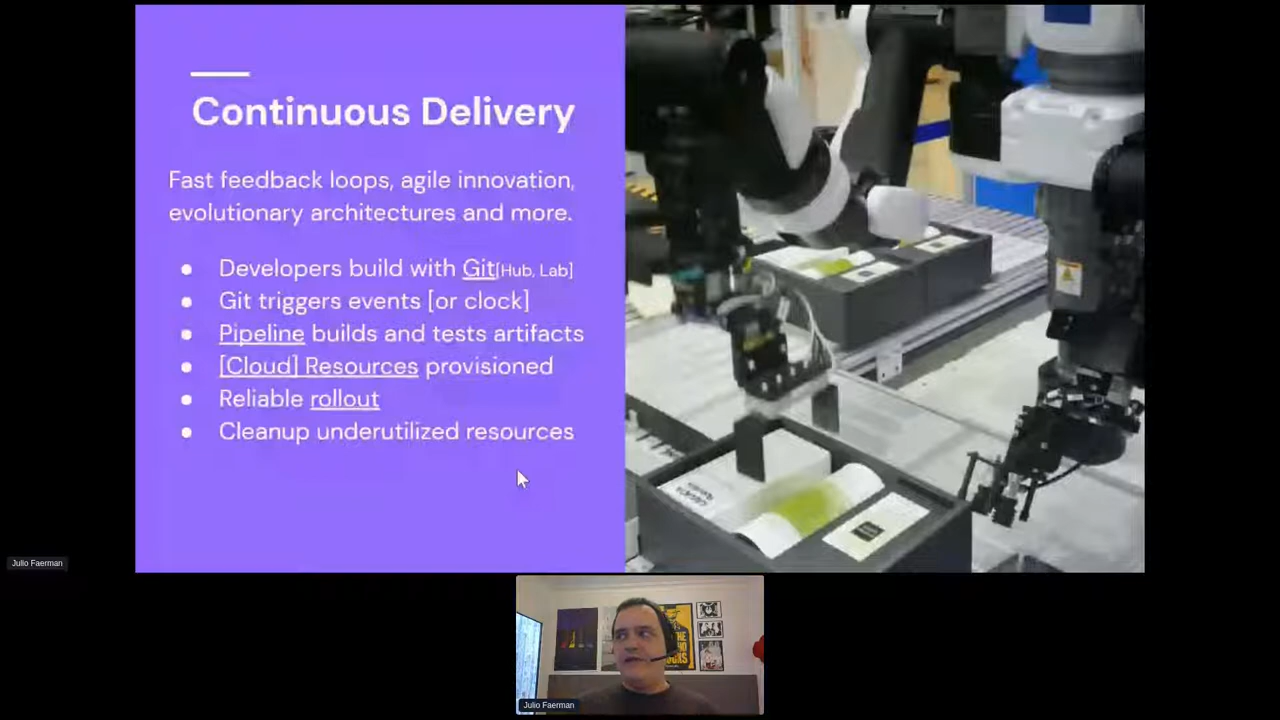 Continuous Delivery
Fast feedback loops, agile innovation,
evolutionary architectures and more.
● Developers build with Git[Hub, Lab]
● Git triggers events [or clock]
● Pipeline builds and tests artifacts
● [Cloud] Resources provisioned
● Reliable rollout
● Cleanup underutilized resources
Julio Faerman
THE
Julio Faerman